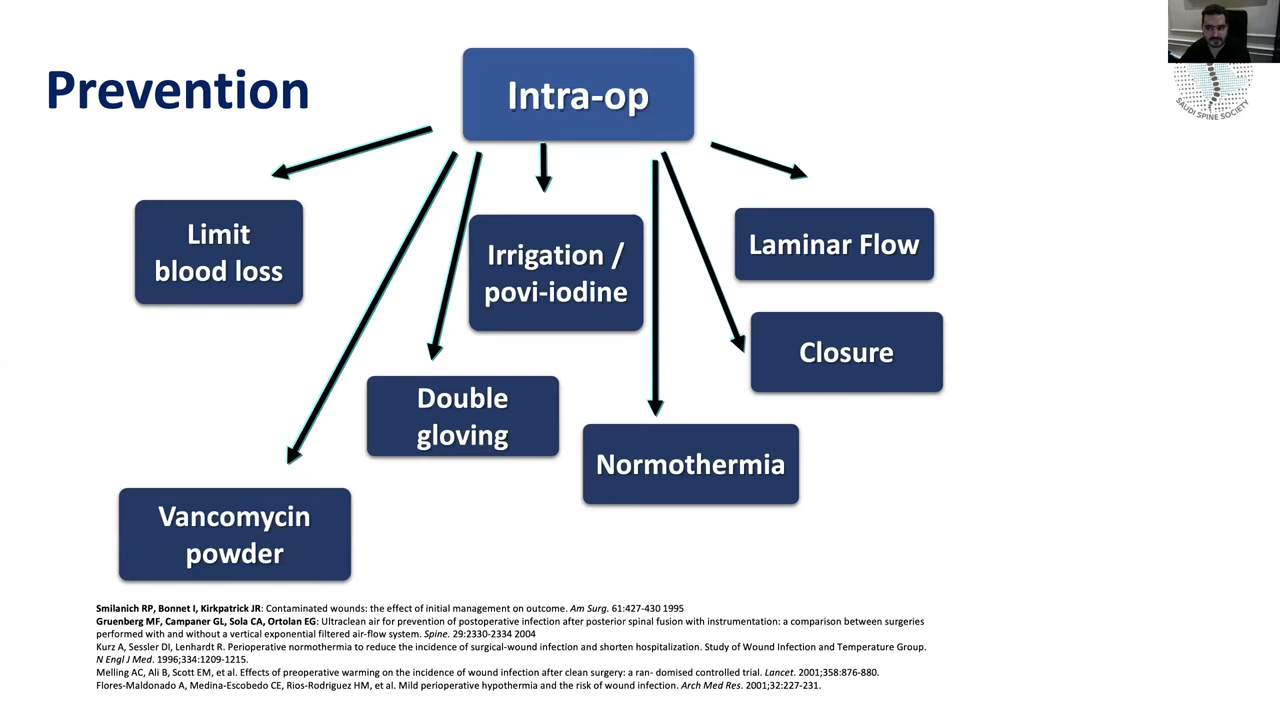 Prevention
Intra-op
SAUDI SPINE SOCIETY
Limit
blood loss
Irrigation /
povi-iodine
Laminar Flow
Closure
Double
gloving
Normothermia
Vancomycin
powder
Smilanich RP, Bonnet I, Kirkpatrick JR: Contaminated wounds: the effect of initial management on outcome. Am Surg. 61:427-430 1995
Gruenberg MF, Campaner GL, Sola CA, Ortolan EG: Ultraclean air for prevention of postoperative infection after posterior spinal fusion with instrumentation: a comparison between surgeries
performed with and without a vertical exponential filtered air-flow system. Spine. 29:2330-2334 2004
Kurz A, Sessler DI, Lenhardt R. Perioperative normothermia to reduce the incidence of surgical-wound infection and shorten hospitalization. Study of Wound Infection and Temperature Group.
N Engl J Med. 1996;334:1209-1215.
Melling AC, Ali B, Scott EM, et al. Effects of preoperative warming on the incidence of wound infection after clean surgery: a ran- domised controlled trial. Lancet. 2001;358:876-880.
Flores-Maldonado A, Medina-Escobedo CE, Rios-Rodriguez HM, et al. Mild perioperative hypothermia and the risk of wound infection. Arch Med Res. 2001;32:227-231.